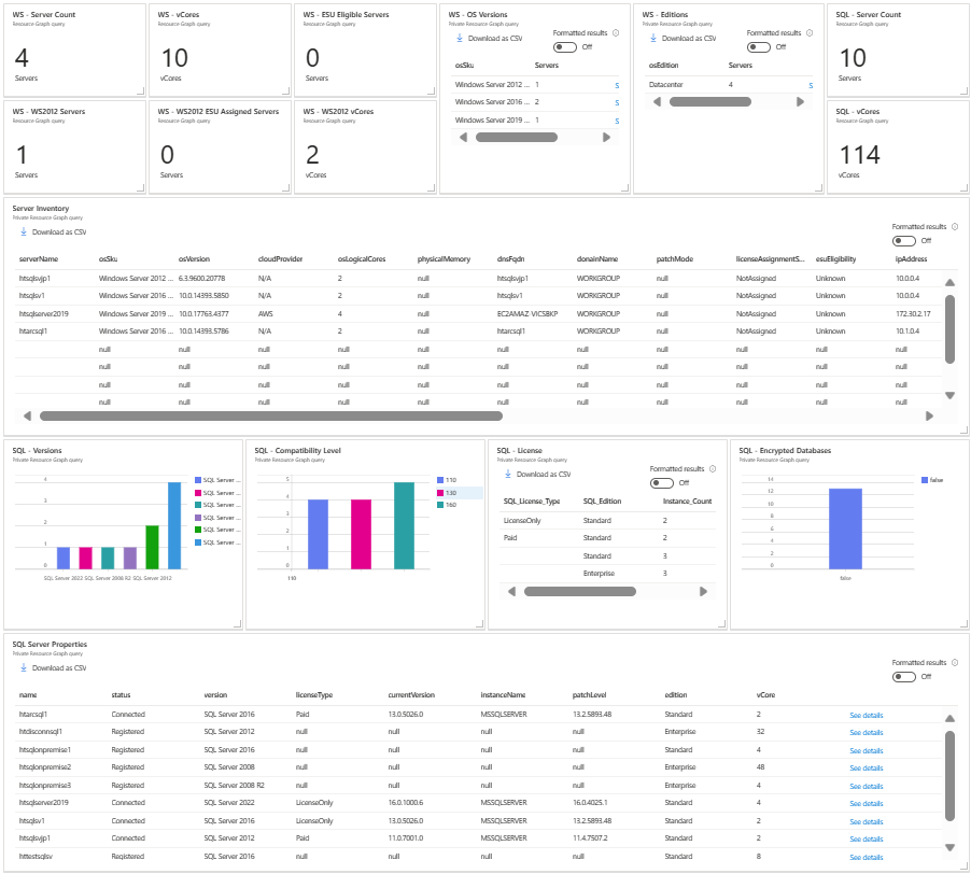 WS - Server Count
Resource Graph query
4
Servers
WS - vCores
Resource Graph query
10
vCores
WS - ESU Eligible Servers
Resource Graph query
0
Servers
WS - OS Versions
Private Resource Graph query
Download as CSV
Formatted results
Off
osSku Servers
Windows Server 2012 ... 1 S
Windows Server 2016 ... 2 S
Windows Server 2019 ... 1 S
WS - Editions
Private Resource Graph query
Download as CSV
Formatted results
Off
osEdition Servers
Datacenter 4 S
SQL - Server Count
Resource Graph query
10
Servers
WS - WS2012 Servers
Resource Graph query
1
Servers
WS - WS2012 ESU Assigned Servers
Resource Graph query
0
Servers
WS - WS2012 vCores
Resource Graph query
2
vCores
SQL - vCores
Resource Graph query
114
vCores
Server Inventory
Private Resource Graph query
Download as CSV
Formatted results
Off
serverName osSku osVersion cloudProvider osLogicalCores physicalMemory dnsFqdn domainName patchMode licenseAssignmentS... esuEligibility ipAddress
htsqlsvjp1 Windows Server 2012 ... 6.3.9600.20778 N/A 2 null htsqlsvjp1 WORKGROUP null NotAssigned Unknown 10.0.0.4
htsqlsv1 Windows Server 2016 ... 10.0.14393.5850 N/A 2 null htsqlsv1 WORKGROUP null NotAssigned Unknown 10.0.0.4
htsqlserver2019 Windows Server 2019 ... 10.0.17763.4377 AWS 4 null EC2AMAZ-VICS8KP WORKGROUP null NotAssigned Unknown 172.30.2.17
htarcsql1 Windows Server 2016 ... 10.0.14393.5786 N/A 2 null htarcsql1 WORKGROUP null NotAssigned Unknown 10.1.0.4
null null null null null null null null null null null
null null null null null null null null null null null
null null null null null null null null null null null
null null null null null null null null null null null
SQL - Versions
Private Resource Graph query
4
2
1
0
SQL Server 2022 SQL Server 2008 R2 SQL Server 2012
SQL Server ...
SQL Server ...
SQL Server ...
SQL Server ...
SQL Server ...
SQL Server ...
SQL - Compatibility Level
Private Resource Graph query
5
4
3
2
1
0
110
110
130
160
SQL - License
Private Resource Graph query
Download as CSV
Formatted results
Off
SQL_License_Type SQL_Edition Instance_Count
LicenseOnly Standard 2
Paid Standard 2
Standard 3
Enterprise 3
SQL - Encrypted Databases
Private Resource Graph query
14
12
10
8
6
4
2
0
false
false
SQL Server Properties
Private Resource Graph query
Download as CSV
Formatted results
Off
name status version licenseType currentVersion instanceName patchLevel edition vCore
htarcsql1 Connected SQL Server 2016 Paid 13.0.5026.0 MSSQLSERVER 13.2.5893.48 Standard 2 See details
htdisconnsql1 Registered SQL Server 2012 null null null null Enterprise 32 See details
htsqlonpremise1 Registered SQL Server 2016 null null null null Standard 4 See details
htsqlonpremise2 Registered SQL Server 2008 null null null null Enterprise 48 See details
htsqlonpremise3 Registered SQL Server 2008 R2 null null null null Enterprise 4 See details
htsqlserver2019 Connected SQL Server 2022 LicenseOnly 16.0.1000.6 MSSQLSERVER 16.0.4025.1 Standard 4 See details
htsqlsv1 Connected SQL Server 2016 LicenseOnly 13.0.5026.0 MSSQLSERVER 13.2.5893.48 Standard 2 See details
htsqlsvjp1 Connected SQL Server 2012 Paid 11.0.7001.0 MSSQLSERVER 11.4.7507.2 Standard 2 See details
httestsqlsv Registered SQL Server 2016 null null null null Standard 8 See details